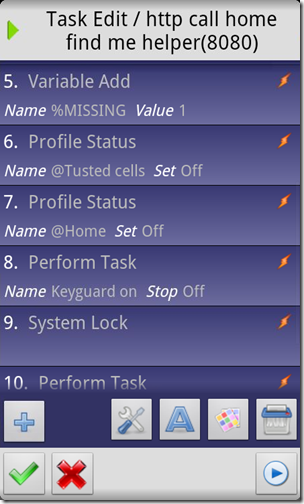 Task Edit / http call home
find me helper(8080)
5. Variable Add
Name %MISSING Value 1
6. Profile Status
Name @Tusted cells Set Off
7. Profile Status
Name @Home Set Off
8. Perform Task
Name Keyguard on Stop Off
9. System Lock
10. Perform Task
A